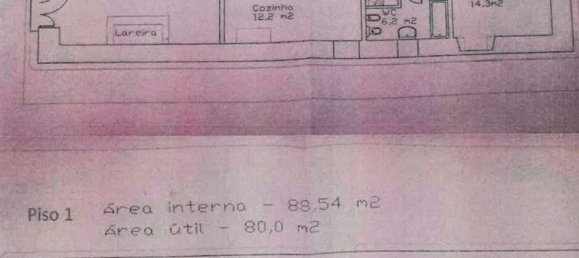 Cozinha
12.2 m2
WC
6,2 m2
14.3m2
Lareira
Piso 1
área interna - 88,54 m2
área útil - 80,0 m2